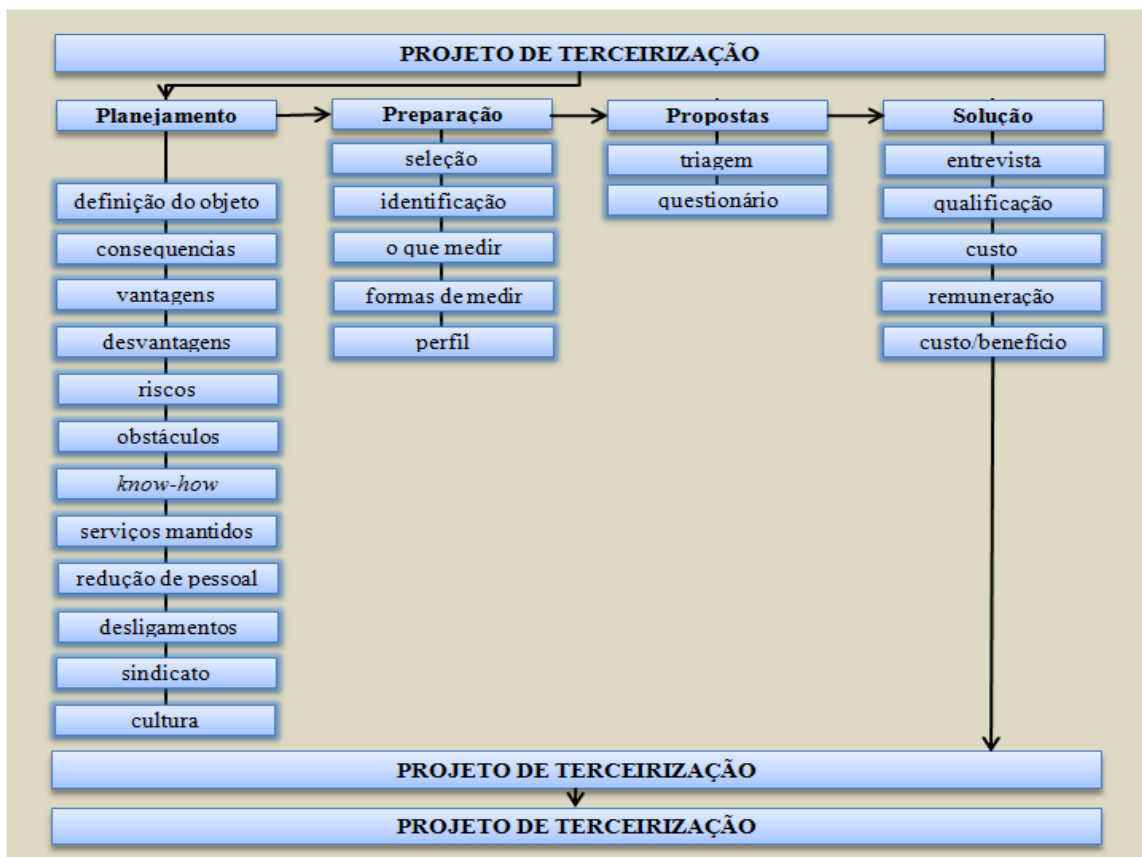 PROJETO DE TERCEIRIZAÇÃO
Planejamento
definição do objeto
consequencias
vantagens
desvantagens
riscos
obstáculos
know-how
serviços mantidos
redução de pessoal
desligamentos
sindicato
cultura
Preparação
seleção
identificação
o que medir
formas de medir
perfil
Propostas
triagem
questionário
Solução
entrevista
qualificação
custo
remuneração
custo/benefício
PROJETO DE TERCEIRIZAÇÃO
PROJETO DE TERCEIRIZAÇÃO